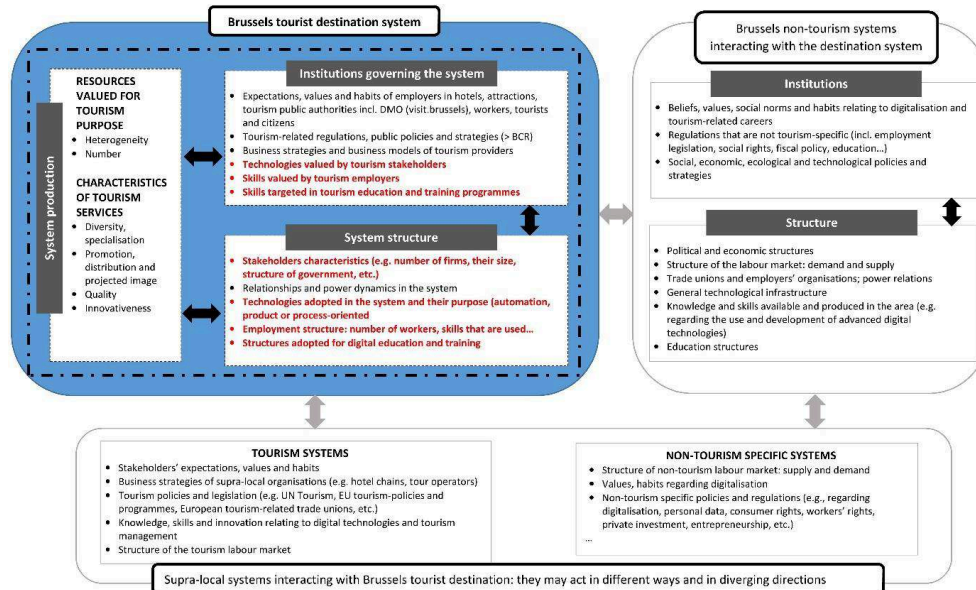 Brussels tourist destination system
System production
RESOURCES
VALUED FOR
TOURISM
PURPOSE
• Heterogeneity
• Number
CHARACTERISTICS
OF TOURISM
SERVICES
• Diversity,
specialisation
• Promotion,
distribution and
projected image
• Quality
• Innovativeness
Institutions governing the system
• Expectations, values and habits of employers in hotels, attractions,
tourism public authorities incl. DMO (visit.brussels), workers, tourists
and citizens
• Tourism-related regulations, public policies and strategies (> BCR)
• Business strategies and business models of tourism providers
• Technologies valued by tourism stakeholders
• Skills valued by tourism employers
• Skills targeted in tourism education and training programmes
System structure
• Stakeholders characteristics (e.g. number of firms, their size,
structure of government, etc.)
• Relationships and power dynamics in the system
• Technologies adopted in the system and their purpose (automation,
product or process-oriented
• Employment structure: number of workers, skills that are used...
• Structures adopted for digital education and training
Brussels non-tourism systems
interacting with the destination system
Institutions
• Beliefs, values, social norms and habits relating to digitalisation and
tourism-related careers
• Regulations that are not tourism-specific (incl. employment
legislation, social rights, fiscal policy, education...)
• Social, economic, ecological and technological policies and
strategies
Structure
• Political and economic structures
• Structure of the labour market: demand and supply
• Trade unions and employers' organisations; power relations
• General technological infrastructure
• Knowledge and skills available and produced in the area (e.g.
regarding the use and development of advanced digital
technologies)
• Education structures
TOURISM SYSTEMS
• Stakeholders' expectations, values and habits
• Business strategies of supra-local organisations (e.g. hotel chains, tour operators)
• Tourism policies and legislation (e.g. UN Tourism, EU tourism-policies and
programmes, European tourism-related trade unions, etc.)
• Knowledge, skills and innovation relating to digital technologies and tourism
management
• Structure of the tourism labour market
NON-TOURISM SPECIFIC SYSTEMS
• Structure of non-tourism labour market: supply and demand
• Values, habits regarding digitalisation
• Non-tourism specific policies and regulations (e.g., regarding
digitalisation, personal data, consumer rights, workers' rights,
private investment, entrepreneurship, etc.)
...
Supra-local systems interacting with Brussels tourist destination: they may act in different ways and in diverging directions